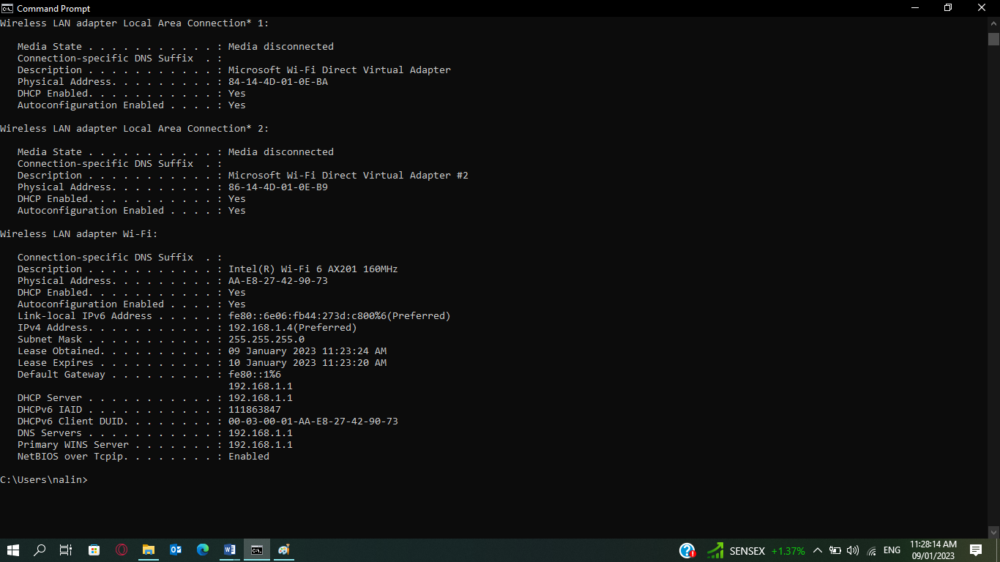 Command Prompt
Wireless LAN adapter Local Area Connection* 1:
Media State . . . . . . . . . . . : Media disconnected
Connection-specific DNS Suffix  . :
Description . . . . . . . . . . . : Microsoft Wi-Fi Direct Virtual Adapter
Physical Address. . . . . . . . . : 84-14-4D-01-0E-BA
DHCP Enabled. . . . . . . . . . . : Yes
Autoconfiguration Enabled . . . . : Yes
Wireless LAN adapter Local Area Connection* 2:
Media State . . . . . . . . . . . : Media disconnected
Connection-specific DNS Suffix  . :
Description . . . . . . . . . . . : Microsoft Wi-Fi Direct Virtual Adapter #2
Physical Address. . . . . . . . . : 86-14-4D-01-0E-B9
DHCP Enabled. . . . . . . . . . . : Yes
Autoconfiguration Enabled . . . . : Yes
Wireless LAN adapter Wi-Fi:
Connection-specific DNS Suffix  . :
Description . . . . . . . . . . . : Intel(R) Wi-Fi 6 AX201 160MHz
Physical Address. . . . . . . . . : AA-E8-27-42-90-73
DHCP Enabled. . . . . . . . . . . : Yes
Autoconfiguration Enabled . . . . : Yes
Link-local IPv6 Address . . . . . : fe80::6e06:fb44:273d:c800%6(Preferred)
IPv4 Address. . . . . . . . . . . : 192.168.1.4(Preferred)
Subnet Mask . . . . . . . . . . . : 255.255.255.0
Lease Obtained. . . . . . . . . . : 09 January 2023 11:23:24 AM
Lease Expires . . . . . . . . . . : 10 January 2023 11:23:20 AM
Default Gateway . . . . . . . . . : fe80::1%6
192.168.1.1
DHCP Server . . . . . . . . . . . : 192.168.1.1
DHCPv6 IAID . . . . . . . . . . . : 111863847
DHCPv6 Client DUID. . . . . . . . : 00-03-00-01-AA-E8-27-42-90-73
DNS Servers . . . . . . . . . . . : 192.168.1.1
Primary WINS Server . . . . . . . : 192.168.1.1
NetBIOS over Tcpip. . . . . . . . : Enabled
C:\Users\nalin>
SENSEX +1.37% ENG 11:28:14 AM
09/01/2023